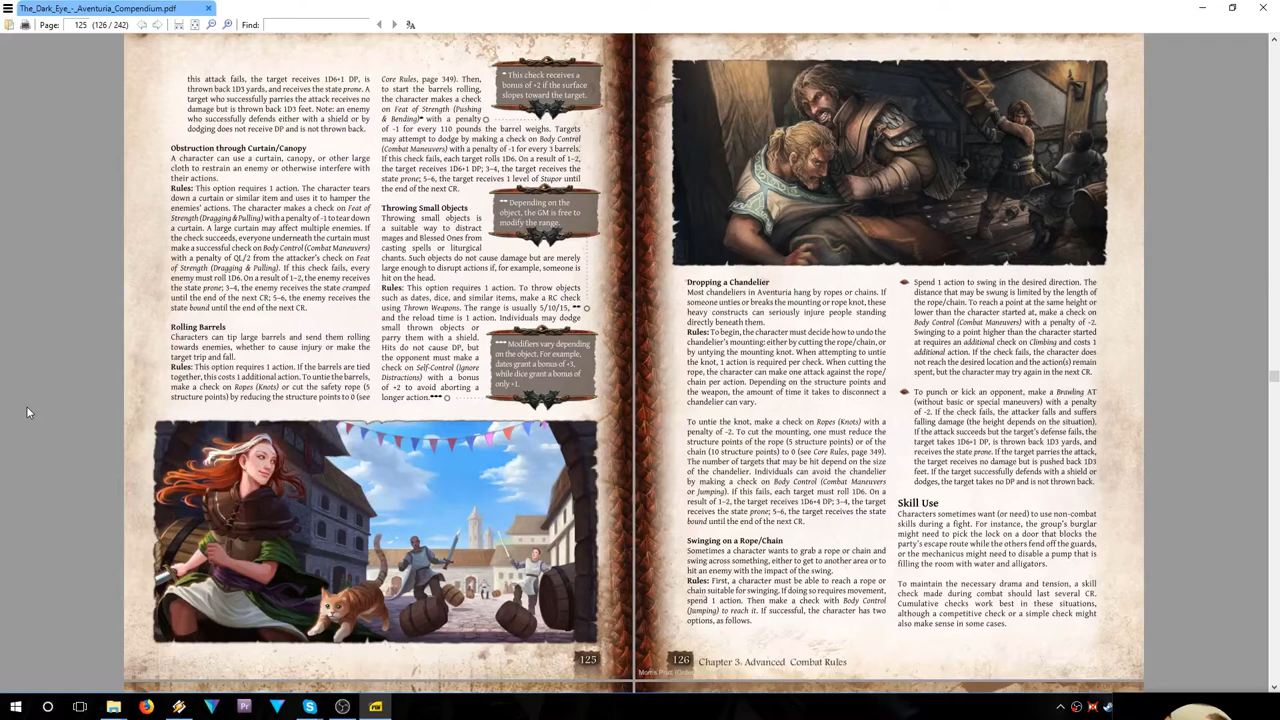 The_Dark_Eye_-_Aventuria_Compendium.pdf
Page: 125 (126 / 242) Find:
this attack fails, the target receives 1D6+1 DP, is
thrown back 1D3 yards, and receives the state prone. A
target who successfully parries the attack receives no
damage but is thrown back 1D3 feet. Note: an enemy
who successfully defends either with a shield or by
dodging does not receive DP and is not thrown back.
Obstruction through Curtain/Canopy
A character can use a curtain, canopy, or other large
cloth to restrain an enemy or otherwise interfere with
their actions.
Rules: This option requires 1 action. The character tears
down a curtain or similar item and uses it to hamper the
enemies' actions. The character makes a check on Feat of
Strength (Dragging & Pulling) with a penalty of -1 to tear down
a curtain. A large curtain may affect multiple enemies. If
the check succeeds, everyone underneath the curtain must
make a successful check on Body Control (Combat Maneuvers)
with a penalty of QL/2 from the attacker's check on Feat
of Strength (Dragging & Pulling). If this check fails, every
enemy must roll 1D6. On a result of 1–2, the enemy receives
the state prone; 3–4, the enemy receives the state cramped
until the end of the next CR; 5–6, the enemy receives the
state bound until the end of the next CR.
Rolling Barrels
Characters can tip large barrels and send them rolling
towards enemies, whether to cause injury or make the
target trip and fall.
Rules: This option requires 1 action. If the barrels are tied
together, this costs 1 additional action. To untie the barrels,
make a check on Ropes (Knots) or cut the safety rope (5
structure points) by reducing the structure points to 0 (see
Core Rules, page 349). Then,
to start the barrels rolling,
the character makes a check
on Feat of Strength (Pushing
& Bending)* with a penalty
of -1 for every 110 pounds the barrel weighs. Targets
may attempt to dodge by making a check on Body Control
(Combat Maneuvers) with a penalty of -1 for every 3 barrels.
If this check fails, each target rolls 1D6. On a result of 1–2,
the target receives 1D6+1 DP; 3–4, the target receives the
state prone; 5–6, the target receives 1 level of Stupor until
the end of the next CR.
Throwing Small Objects
Throwing small objects is
a suitable way to distract
mages and Blessed Ones from
casting spells or liturgical
chants. Such objects do not cause damage but are merely
large enough to disrupt actions if, for example, someone is
hit on the head.
Rules: This option requires 1 action. To throw objects
such as dates, dice, and similar items, make a RC check
using Thrown Weapons. The range is usually 5/10/15, **
and the reload time is 1 action. Individuals may dodge
small thrown objects or
parry them with a shield.
Hits do not cause DP, but
the opponent must make a
check on Self-Control (Ignore
Distractions) with a bonus
of +2 to avoid aborting a
longer action.***
* This check receives a
bonus of +2 if the surface
slopes toward the target.
** Depending on the
object, the GM is free to
modify the range.
*** Modifiers vary depending
on the object. For example,
dates grant a bonus of +3,
while dice grant a bonus of
only +1.
125
Dropping a Chandelier
Most chandeliers in Aventuria hang by ropes or chains. If
someone unties or breaks the mounting or rope knot, these
heavy constructs can seriously injure people standing
directly beneath them.
Rules: To begin, the character must decide how to undo the
chandelier's mounting: either by cutting the rope/chain, or
by untying the mounting knot. When attempting to untie
the knot, 1 action is required per check. When cutting the
rope, the character can make one attack against the rope/
chain per action. Depending on the structure points and
the weapon, the amount of time it takes to disconnect a
chandelier can vary.
To untie the knot, make a check on Ropes (Knots) with a
penalty of -2. To cut the mounting, one must reduce the
structure points of the rope (5 structure points) or of the
chain (10 structure points) to 0 (see Core Rules, page 349).
The number of targets that may be hit depend on the size
of the chandelier. Individuals can avoid the chandelier
by making a check on Body Control (Combat Maneuvers
or Jumping). If this fails, each target must roll 1D6. On a
result of 1–2, the target receives 1D6+4 DP; 3–4, the target
receives the state prone; 5–6, the target receives the state
bound until the end of the next CR.
Swinging on a Rope/Chain
Sometimes a character wants to grab a rope or chain and
swing across something, either to get to another area or to
hit an enemy with the impact of the swing.
Rules: First, a character must be able to reach a rope or
chain suitable for swinging. If doing so requires movement,
spend 1 action. Then make a check with Body Control
(Jumping) to reach it. If successful, the character has two
options, as follows.
Spend 1 action to swing in the desired direction. The
distance that may be swung is limited by the length of
the rope/chain. To reach a point at the same height or
lower than the character started at, make a check on
Body Control (Combat Maneuvers) with a penalty of -2.
Swinging to a point higher than the character started
at requires an additional check on Climbing and costs 1
additional action. If the check fails, the character does
not reach the desired location and the action(s) remain
spent, but the character may try again in the next CR.
To punch or kick an opponent, make a Brawling AT
(without basic or special maneuvers) with a penalty
of -2. If the check fails, the attacker falls and suffers
falling damage (the height depends on the situation).
If the attack succeeds but the target's defense fails, the
target takes 1D6+1 DP, is thrown back 1D3 yards, and
receives the state prone. If the target parries the attack,
the target receives no damage but is pushed back 1D3
feet. If the target successfully defends with a shield or
dodges, the target takes no DP and is not thrown back.
Skill Use
Characters sometimes want (or need) to use non-combat
skills during a fight. For instance, the group's burglar
might need to pick the lock on a door that blocks the
party's escape route while the others fend off the guards,
or the mechanicus might need to disable a pump that is
filling the room with water and alligators.
To maintain the necessary drama and tension, a skill
check made during combat should last several CR.
Cumulative checks work best in these situations,
although a competitive check or a simple check might
also make sense in some cases.
126 Chapter 3: Advanced Combat Rules